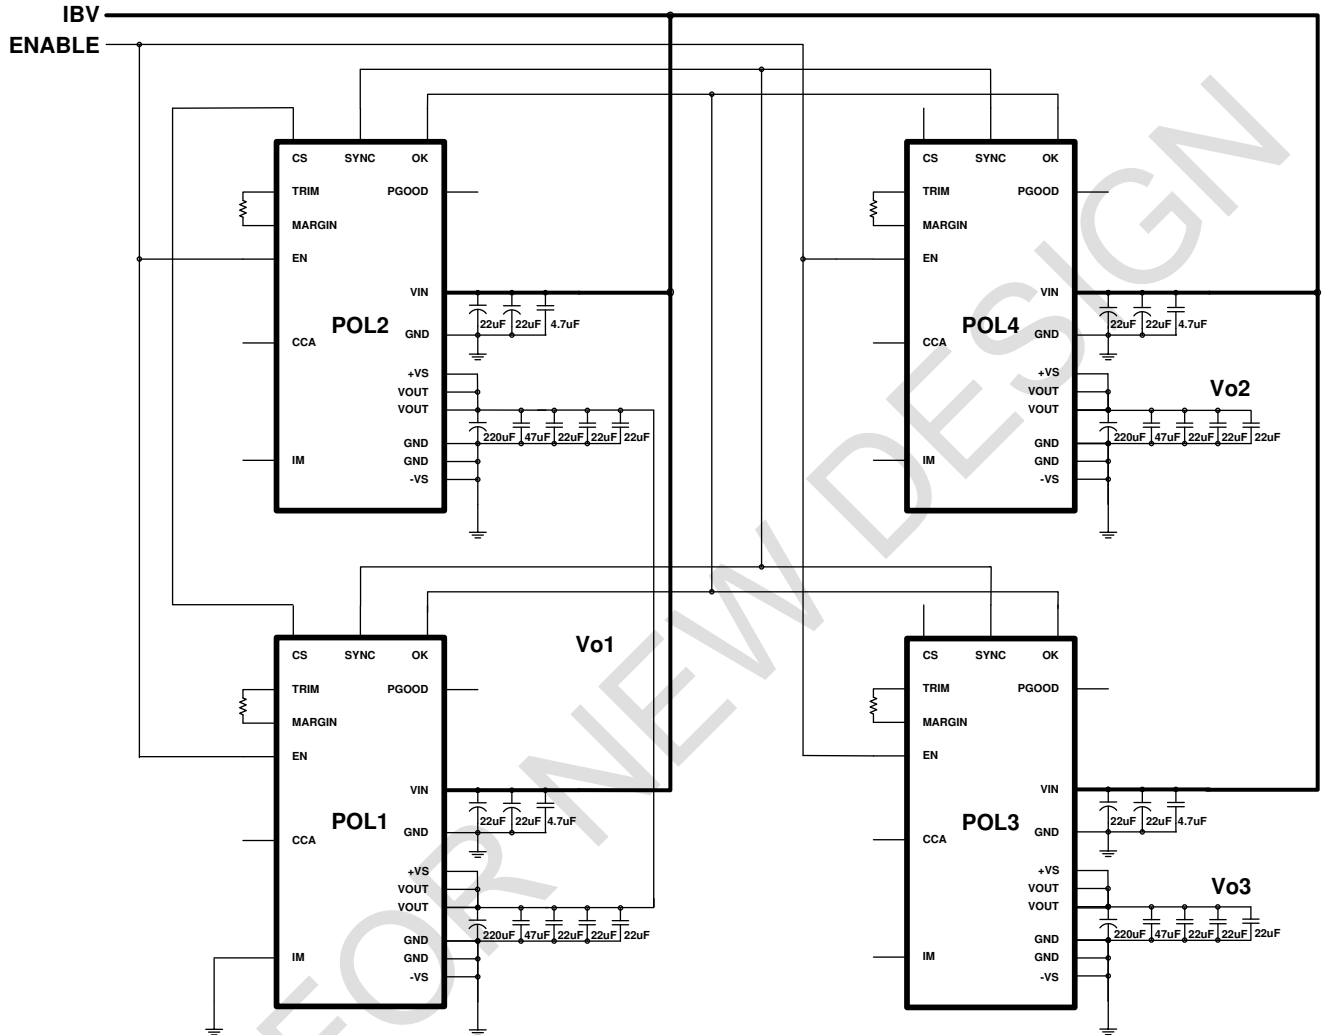 IBV
ENABLE
CS SYNC OK
TRIM PGOOD
MARGIN
EN
VIN
22uF 22uF 4.7uF
POL2
GND
CCA
+VS
VOUT
VOUT
220uF 47uF 22uF 22uF 22uF
GND
IM GND
-VS
CS SYNC OK
TRIM PGOOD
MARGIN
EN
VIN
22uF 22uF 4.7uF
POL4
GND
CCA
+VS
Vo2
VOUT
VOUT
220uF 47uF 22uF 22uF 22uF
GND
IM GND
-VS
Vo1
CS SYNC OK
TRIM PGOOD
MARGIN
EN
VIN
22uF 22uF 4.7uF
POL1
GND
CCA
+VS
VOUT
VOUT
220uF 47uF 22uF 22uF 22uF
GND
IM GND
-VS
CS SYNC OK
TRIM PGOOD
MARGIN
EN
VIN
22uF 22uF 4.7uF
POL3
GND
CCA
+VS
Vo3
VOUT
VOUT
220uF 47uF 22uF 22uF 22uF
GND
IM GND
-VS
FOR NEW DESIGN